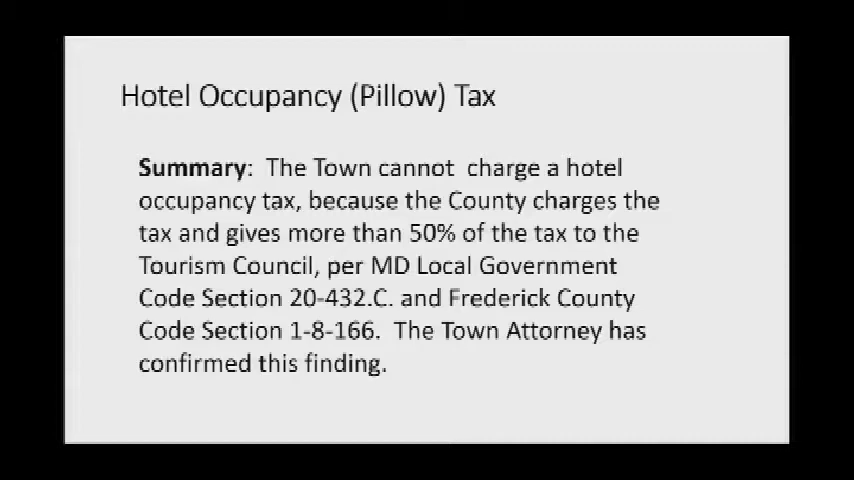 Hotel Occupancy (Pillow) Tax
Summary: The Town cannot charge a hotel
occupancy tax, because the County charges the
tax and gives more than 50% of the tax to the
Tourism Council, per MD Local Government
Code Section 20-432.C. and Frederick County
Code Section 1-8-166. The Town Attorney has
confirmed this finding.